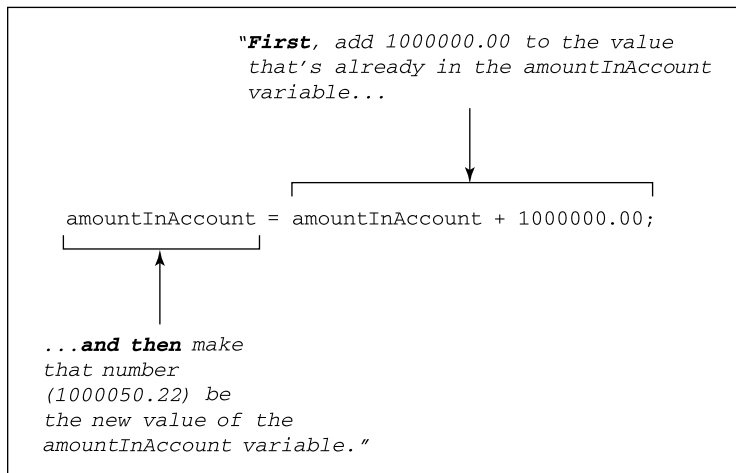 “First, add 1000000.00 to the value
that’s already in the amountInAccount
variable...
amountInAccount = amountInAccount + 1000000.00;
...and then make
that number
(1000050.22) be
the new value of the
amountInAccount variable.”